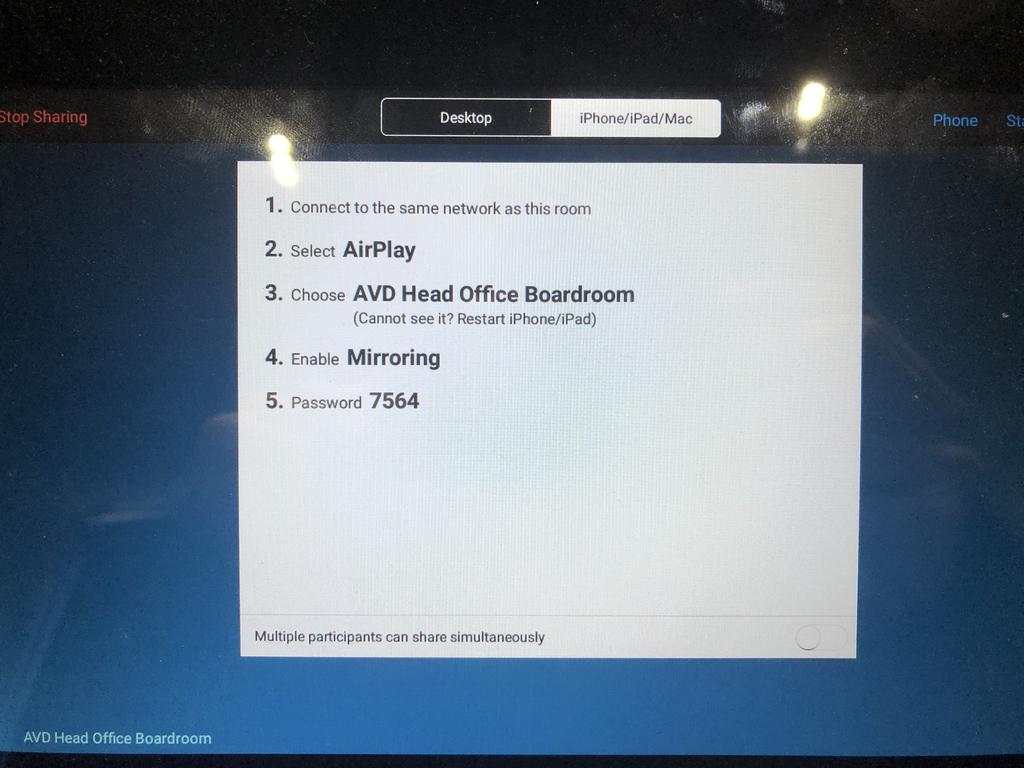 Stop Sharing
Desktop
iPhone/iPad/Mac
Phone
1. Connect to the same network as this room
2. Select AirPlay
3. Choose AVD Head Office Boardroom
(Cannot see it? Restart iPhone/iPad)
4. Enable Mirroring
5. Password 7564
Multiple participants can share simultaneously
AVD Head Office Boardroom